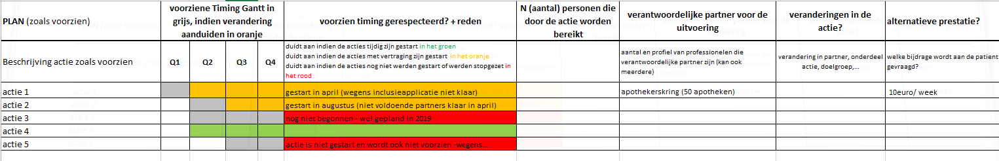 PLAN (zoals voorzien)
voorziene Timing Gantt in
grijs, indien verandering
aanduiden in oranje
voorzien timing gerespecteerd? + reden
N (aantal) personen die
door de actie worden
bereikt
verantwoordelijke partner voor de
uitvoering
veranderingen in de
actie?
alternatieve prestatie?
Beschrijving actie zoals voorzien
Q1 Q2 Q3 Q4
duidt aan indien de acties tijdig zijn gestart in het groen
duidt aan indien de acties met vertraging zijn gestart in het oranje
duidt aan indien de acties nog niet werden gestart of werden stopgezet in
het rood
aantal en profiel van professionelen die
verantwoordelijke partner zijn (kan ook
meerdere)
verandering in partner, onderdeel
actie, doelgroep,...
welke bijdrage wordt aan de patient
gevraagd?
actie 1 gestart in april (wegens inclusieapplicatie niet klaar) apothekerskring (50 apotheken) 10euro/ week
actie 2 gestart in augustus (niet voldoende partners klaar in april)
actie 3 nog niet begonnen - wel gepland in 2019
actie 4
actie 5 actie is niet gestart en wordt ook niet voorzien -wegens...